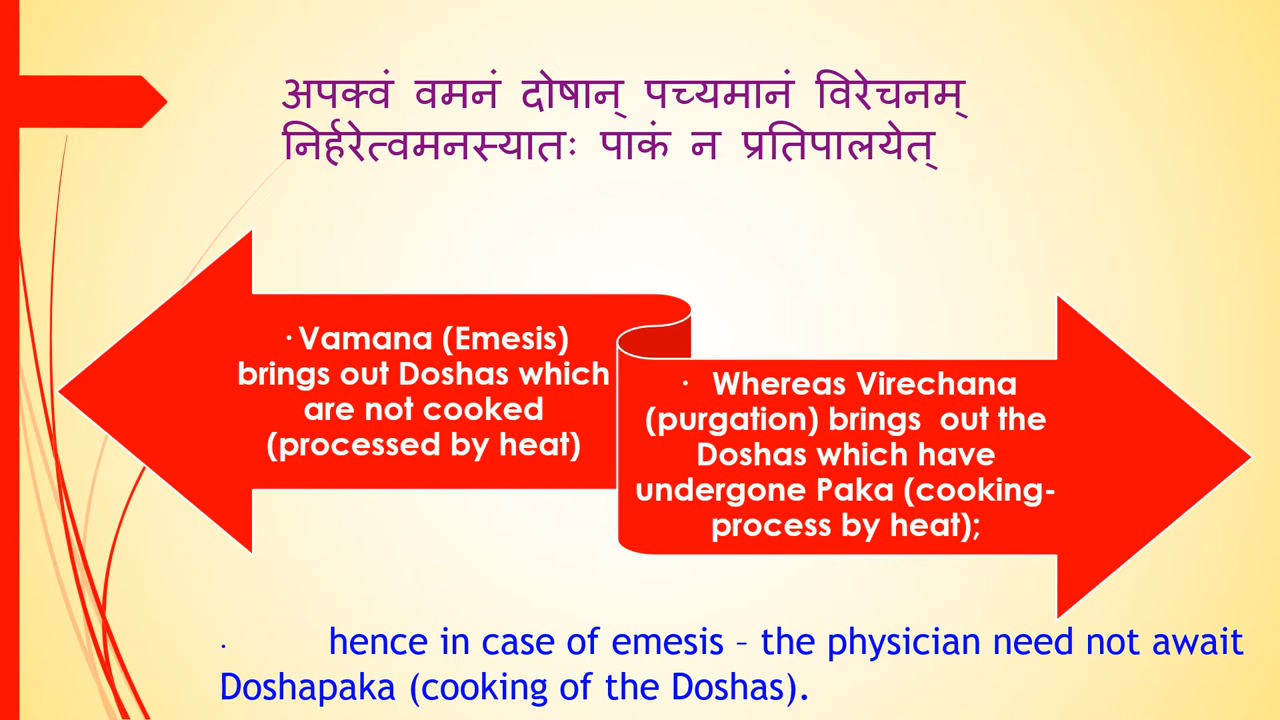 अपक्वं वमनं दोषान् पच्यमानं विरेचनम्
निर्हरेत्वमनस्यातः पाकं न प्रतिपालयेत्
· Vamana (Emesis)
brings out Doshas which
are not cooked
(processed by heat)
· Whereas Virechana
(purgation) brings out the
Doshas which have
undergone Paka (cooking-
process by heat);
· hence in case of emesis – the physician need not await
Doshapaka (cooking of the Doshas).